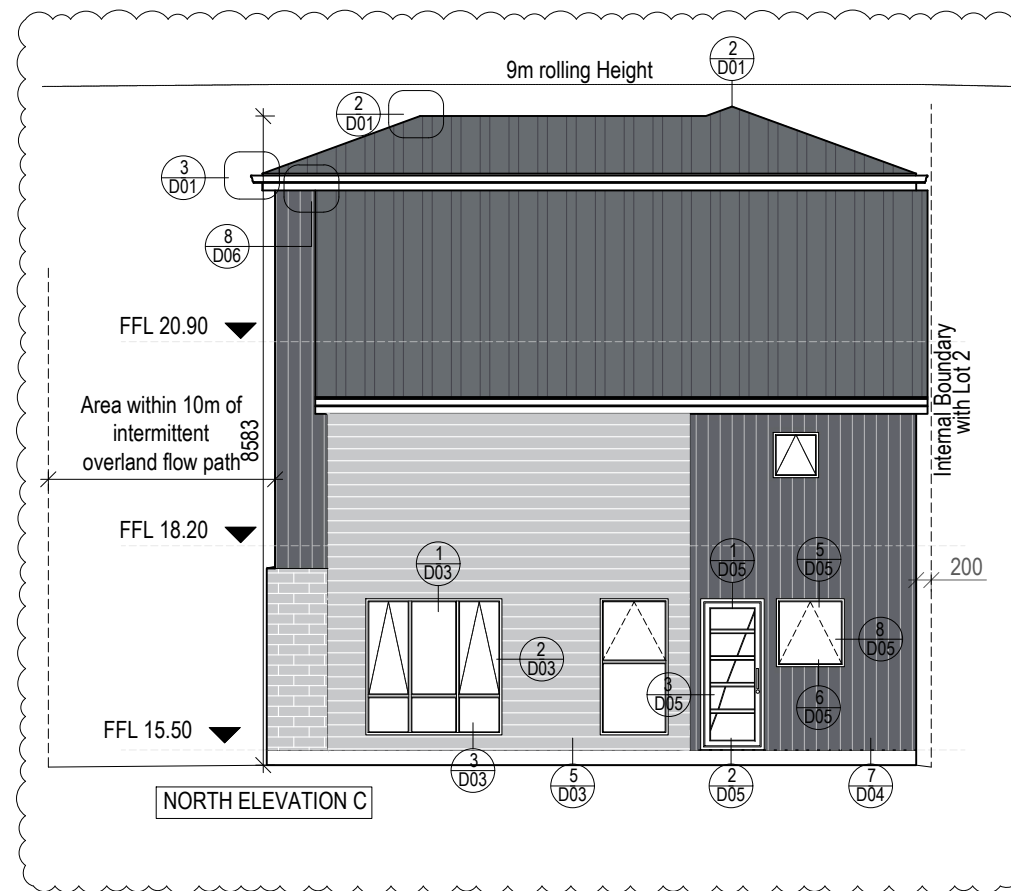 9m rolling Height
2
D01
2
D01
3
D01
8
D06
FFL 20.90
Internal Boundary
with Lot 2
Area within 10m of
intermittent
overland flow path
8583
FFL 18.20
1
D03
1
D05
5
D05
200
2
D03
8
D05
3
D05
6
D05
FFL 15.50
3
D03
5
D03
2
D05
7
D04
NORTH ELEVATION C